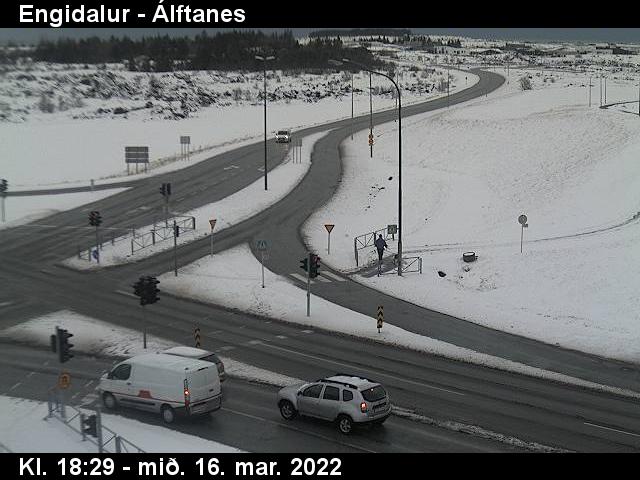 Engidalur - Álftanes
Kl. 18:29 - mið. 16. mar. 2022